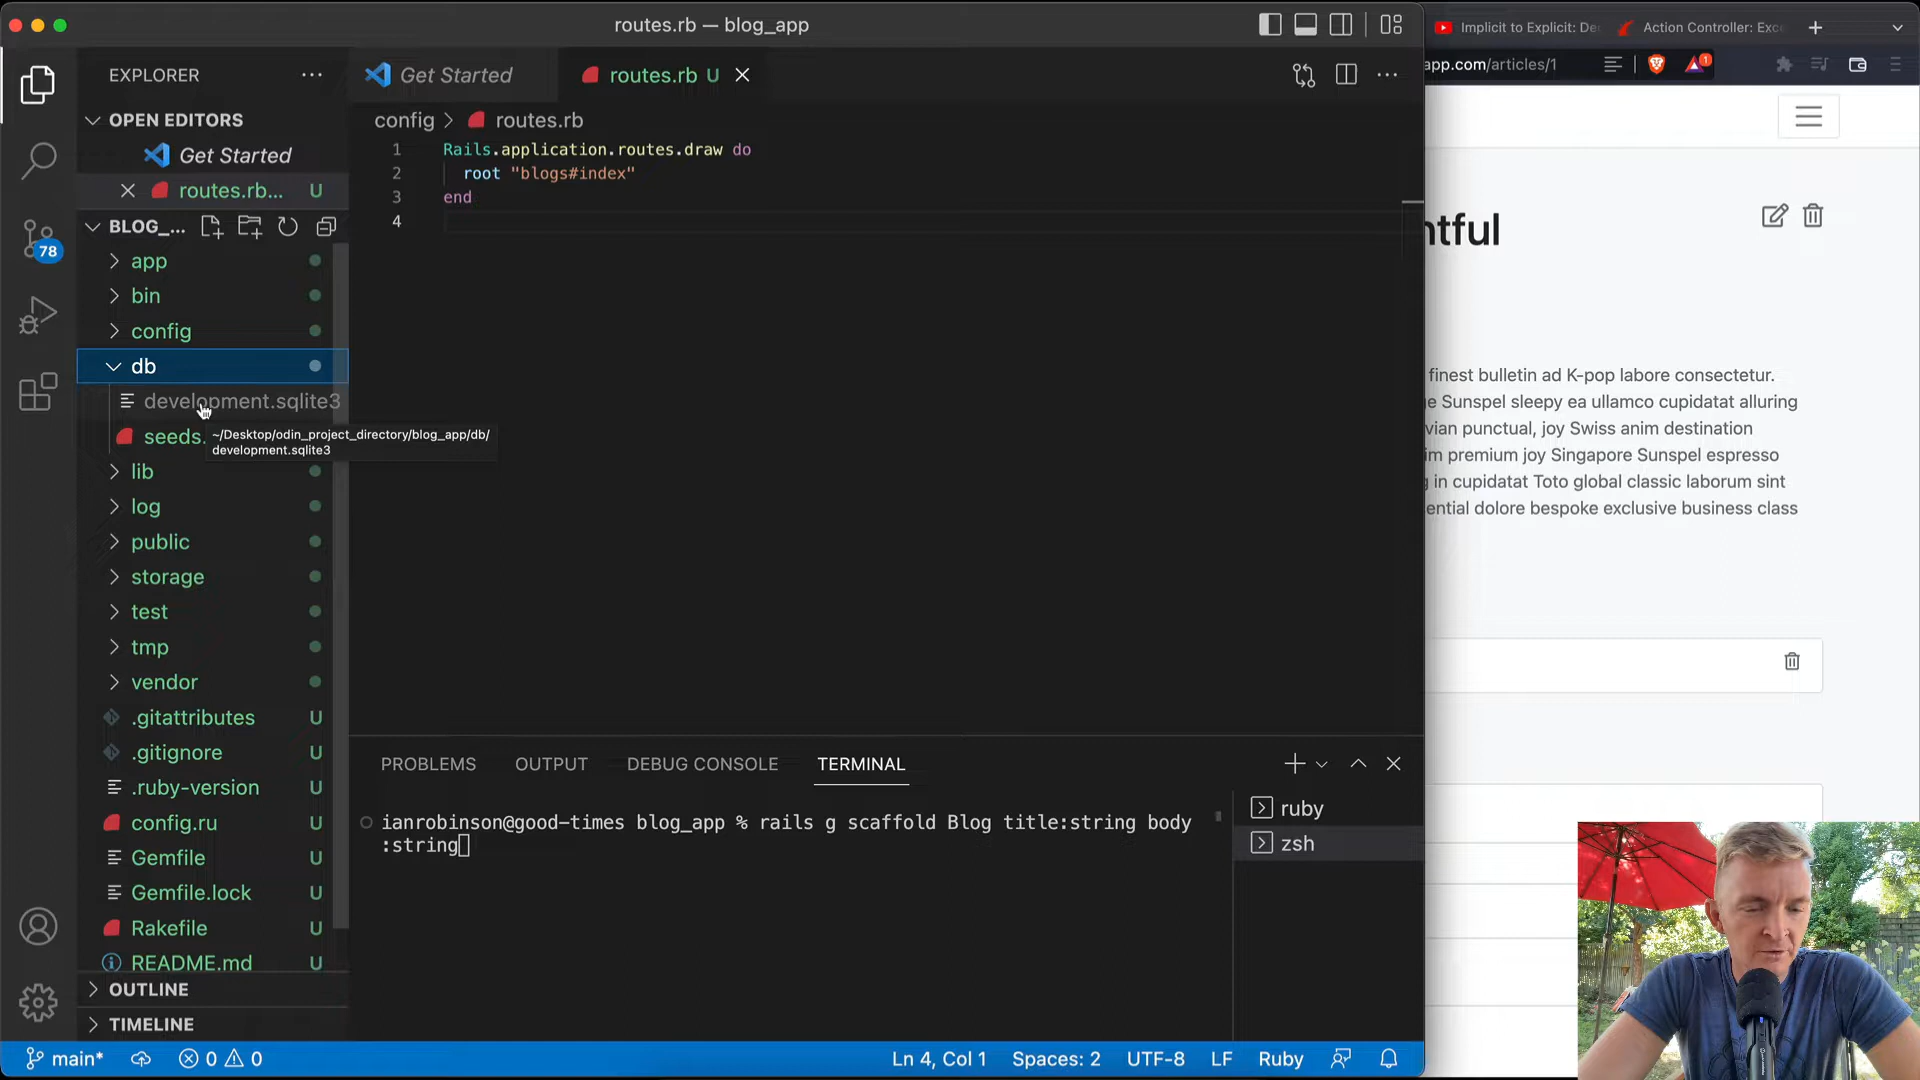 routes.rb — blog_app
Implicit to Explicit: De
Action Controller: Exce
app.com/articles/1
1
EXPLORER
Get Started
routes.rb U
OPEN EDITORS
Get Started
routes.rb... U
config > routes.rb
1 Rails.application.routes.draw do
2 root "blogs#index"
3 end
4
BLOG_...
78
app
bin
config
db
development.sqlite3
seeds.
~/Desktop/odin_project_directory/blog_app/db/
development.sqlite3
lib
log
public
storage
test
tmp
vendor
.gitattributes U
.gitignore U
.ruby-version U
config.ru U
Gemfile U
Gemfile.lock U
Rakefile U
README.md U
OUTLINE
TIMELINE
PROBLEMS OUTPUT DEBUG CONSOLE TERMINAL
ianrobinson@good-times blog_app % rails g scaffold Blog title:string body
:string
ruby
zsh
main* 0 0
Ln 4, Col 1 Spaces: 2 UTF-8 LF Ruby
ntful
finest bulletin ad K-pop labore consectetur.
e Sunspel sleepy ea ullamco cupidatat alluring
vian punctual, joy Swiss anim destination
im premium joy Singapore Sunspel espresso
g in cupidatat Toto global classic laborum sint
ential dolore bespoke exclusive business class